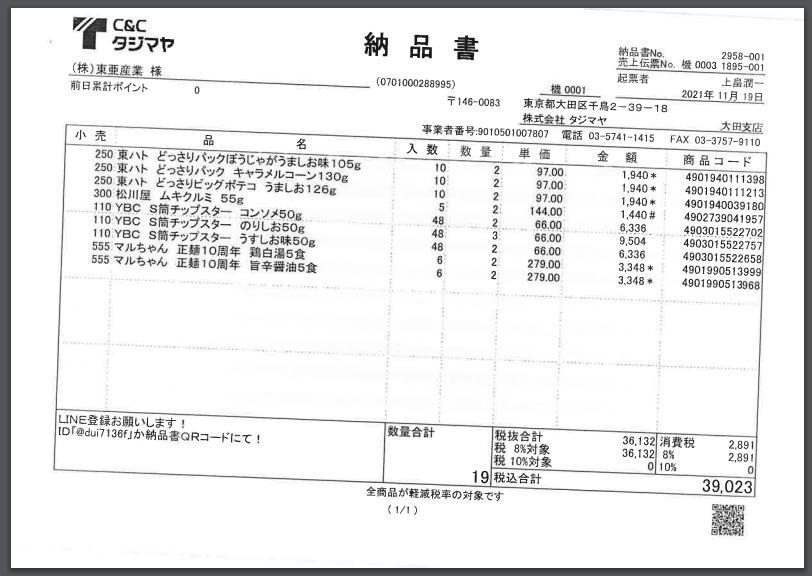 C&C
タジマヤ
納品書
納品書No. 2958-001
売上伝票No. 機 0003 1895-001
(株)東亜産業 様
(0701000288995)
機 0001
起票者 上畠潤一
前日累計ポイント 0
2021年 11月 19日
〒146-0083 東京都大田区千鳥2-39-18
株式会社 タジマヤ 大田支店
事業者番号:9010501007807 電話 03-5741-1415 FAX 03-3757-9110
小売 品名 入数 数量 単価 金額 商品コード
250 東ハト どっさりパックぼうじゃがうましお味105g 10 2 97.00 1,940* 4901940111398
250 東ハト どっさりパック キャラメルコーン130g 10 2 97.00 1,940* 4901940111213
250 東ハト どっさりビッグポテコ うましお126g 10 2 97.00 1,940* 4901940039180
300 松川屋 ムキクルミ 55g 5 2 144.00 1,440# 4902739041957
110 YBC S筒チップスター コンソメ50g 48 2 66.00 6,336 4903015522702
110 YBC S筒チップスター のりしお50g 48 3 66.00 9,504 4903015522757
110 YBC S筒チップスター うすしお味50g 48 2 66.00 6,336 4903015522658
555 マルちゃん 正麺10周年 鶏白湯5食 6 2 279.00 3,348* 4901990513999
555 マルちゃん 正麺10周年 旨辛醤油5食 6 2 279.00 3,348* 4901990513968
LINE登録お願いします!
ID「@dui7136f」か納品書QRコードにて!
数量合計 19
税抜合計 36,132 消費税 2,891
税 8%対象 36,132 8% 2,891
税 10%対象 0 10% 0
税込合計 39,023
全商品が軽減税率の対象です
(1/1)